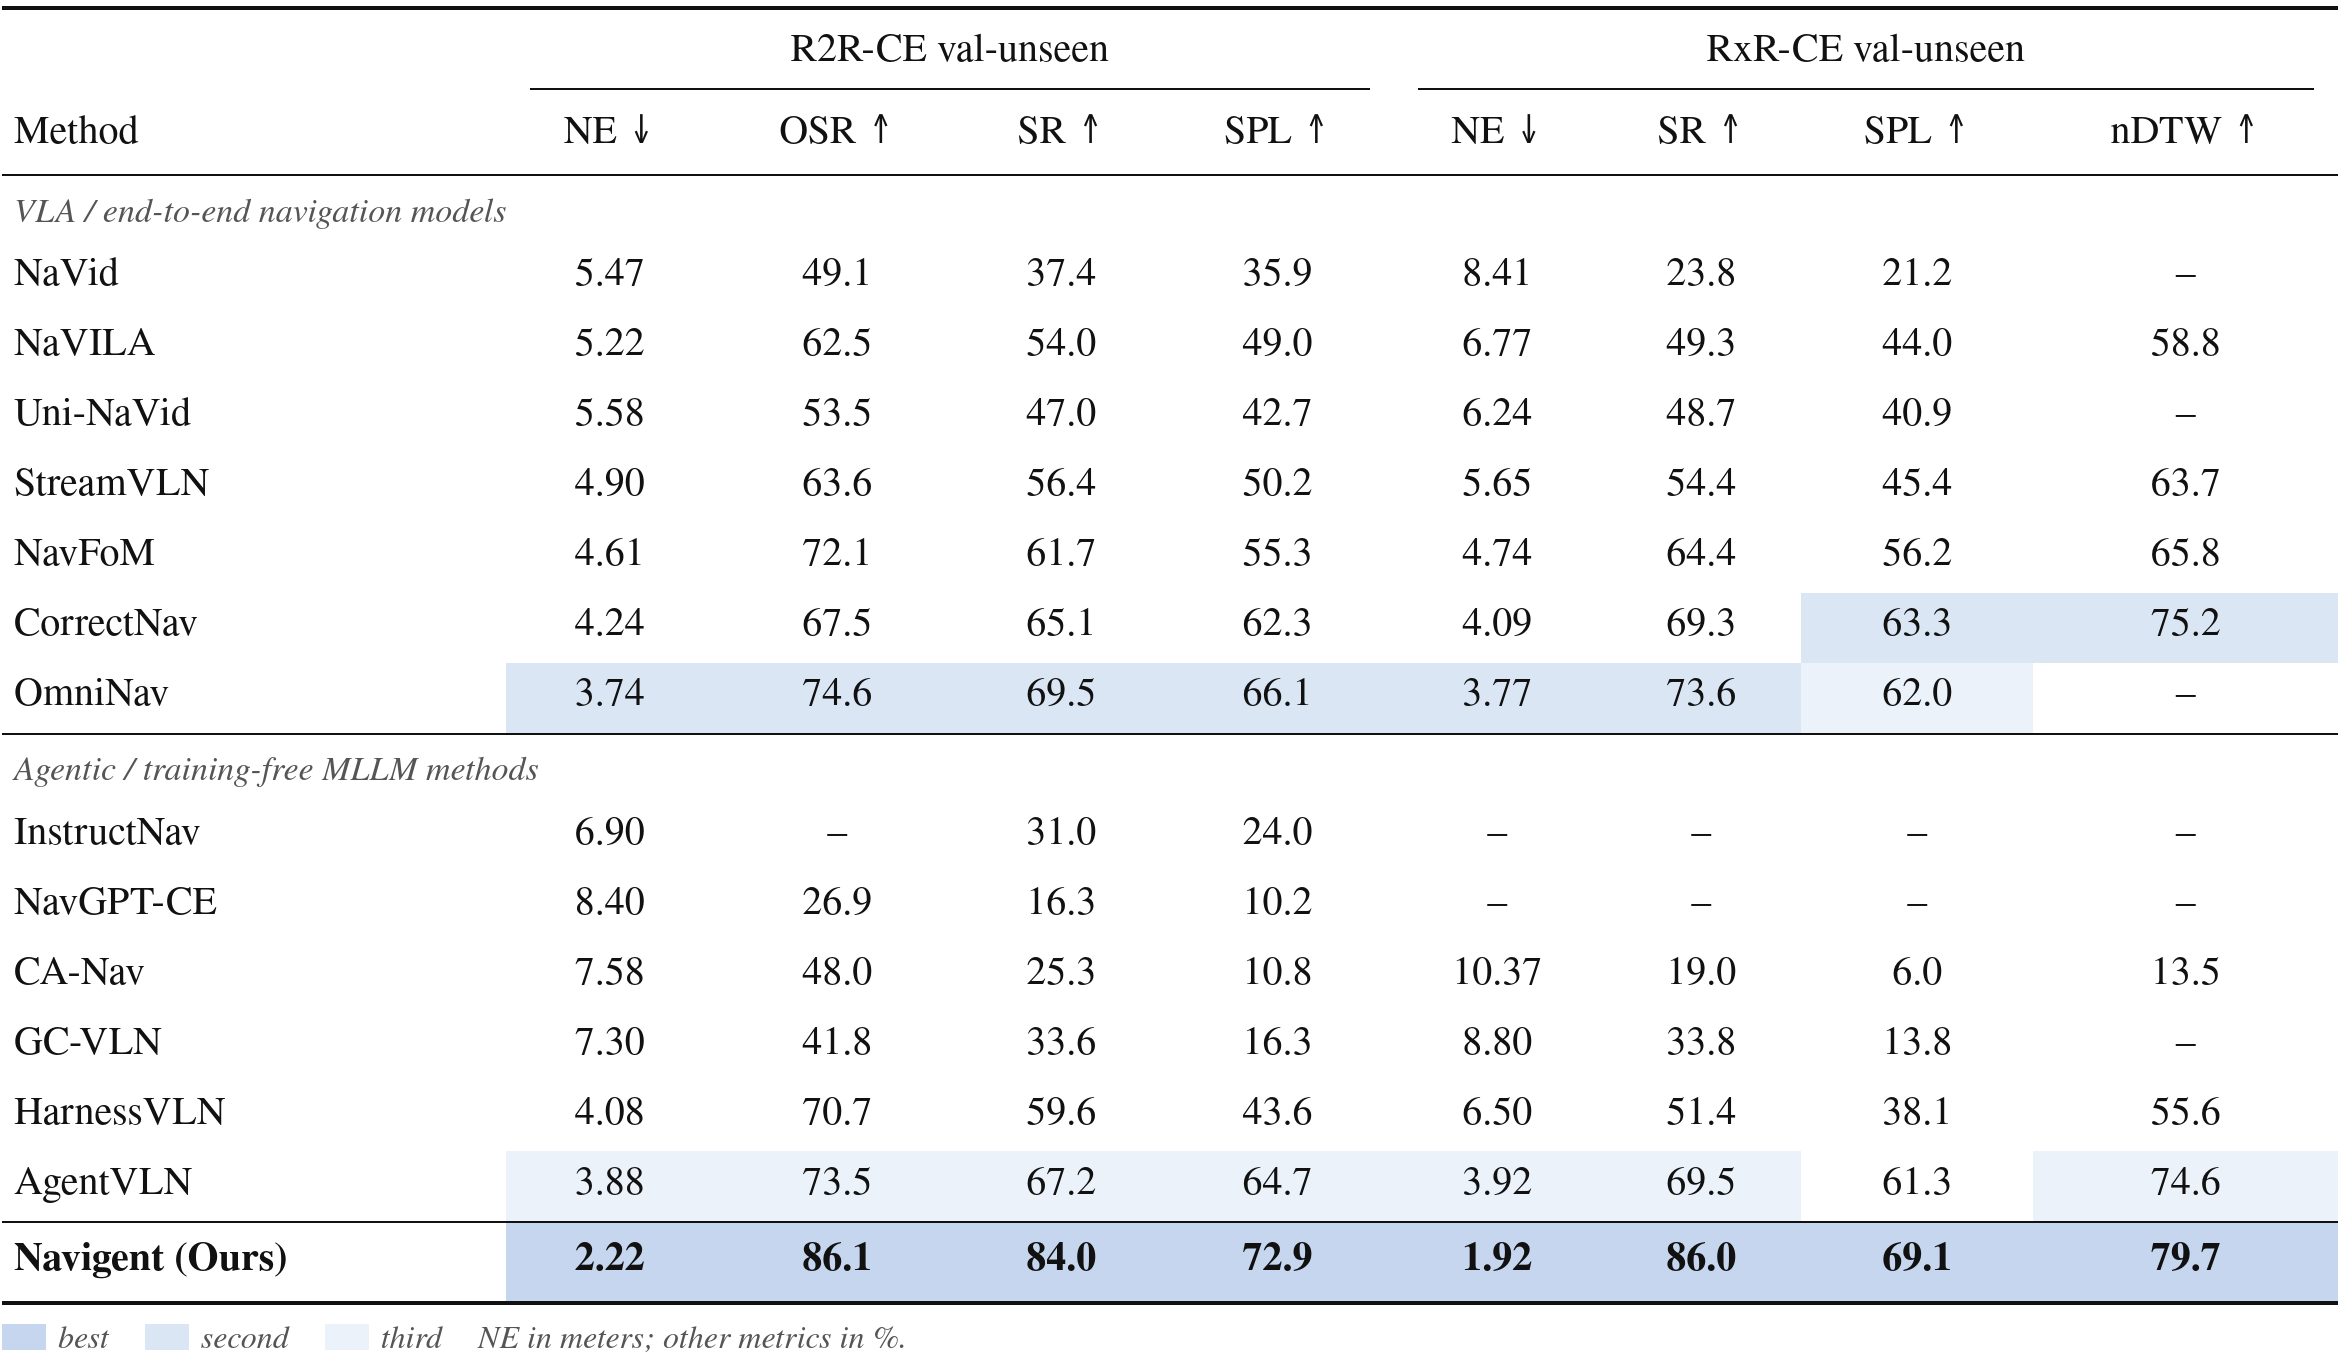 R2R-CE val-unseen RxR-CE val-unseen
Method NE ↓ OSR ↑ SR ↑ SPL ↑ NE ↓ SR ↑ SPL ↑ nDTW ↑
VLA / end-to-end navigation models
NaVid 5.47 49.1 37.4 35.9 8.41 23.8 21.2 –
NaVILA 5.22 62.5 54.0 49.0 6.77 49.3 44.0 58.8
Uni-NaVid 5.58 53.5 47.0 42.7 6.24 48.7 40.9 –
StreamVLN 4.90 63.6 56.4 50.2 5.65 54.4 45.4 63.7
NavFoM 4.61 72.1 61.7 55.3 4.74 64.4 56.2 65.8
CorrectNav 4.24 67.5 65.1 62.3 4.09 69.3 63.3 75.2
OmniNav 3.74 74.6 69.5 66.1 3.77 73.6 62.0 –
Agentic / training-free MLLM methods
InstructNav 6.90 – 31.0 24.0 – – – –
NavGPT-CE 8.40 26.9 16.3 10.2 – – – –
CA-Nav 7.58 48.0 25.3 10.8 10.37 19.0 6.0 13.5
GC-VLN 7.30 41.8 33.6 16.3 8.80 33.8 13.8 –
HarnessVLN 4.08 70.7 59.6 43.6 6.50 51.4 38.1 55.6
AgentVLN 3.88 73.5 67.2 64.7 3.92 69.5 61.3 74.6
Navigent (Ours) 2.22 86.1 84.0 72.9 1.92 86.0 69.1 79.7
best second third NE in meters; other metrics in %.